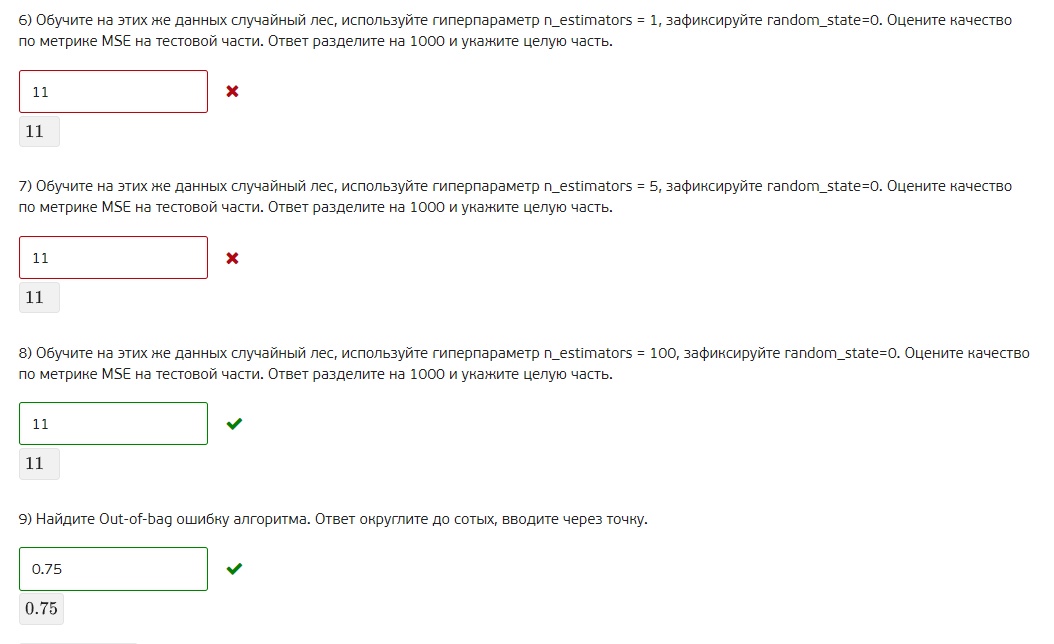 6) Обучите на этих же данных случайный лес, используйте гиперпараметр n_estimators = 1, зафиксируйте random_state=0. Оцените качество
по метрике MSE на тестовой части. Ответ разделите на 1000 и укажите целую часть.
11
11
7) Обучите на этих же данных случайный лес, используйте гиперпараметр n_estimators = 5, зафиксируйте random_state=0. Оцените качество
по метрике MSE на тестовой части. Ответ разделите на 1000 и укажите целую часть.
11
11
8) Обучите на этих же данных случайный лес, используйте гиперпараметр n_estimators = 100, зафиксируйте random_state=0. Оцените качество
по метрике MSE на тестовой части. Ответ разделите на 1000 и укажите целую часть.
11
11
9) Найдите Out-of-bag ошибку алгоритма. Ответ округлите до сотых, вводите через точку.
0.75
0.75